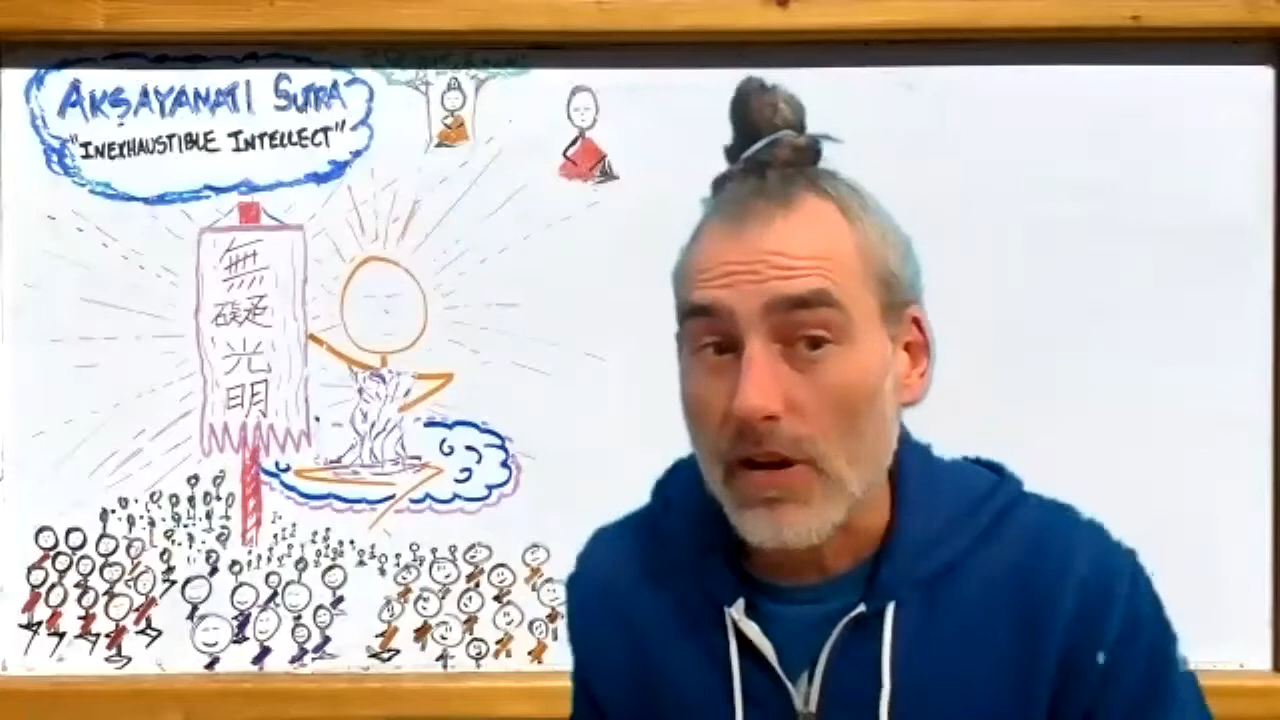 AKṢAYAMATI SUTRA
"INEXHAUSTIBLE INTELLECT"
無
礙
光
明